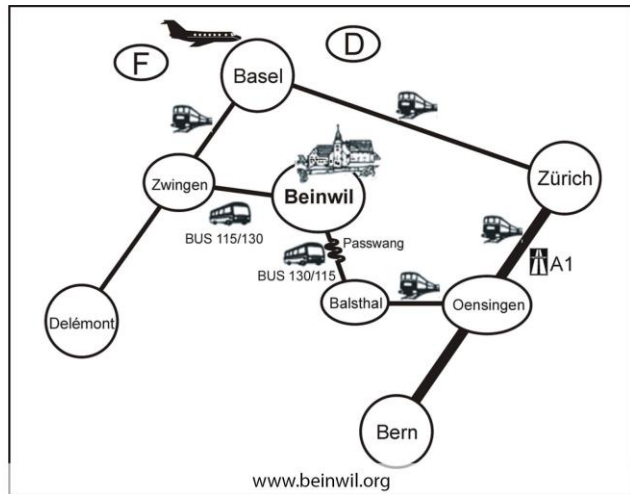 F
D
Basel
Zürich
Zwingen
Beinwil
BUS 115/130
Passwang
BUS 130/115
A1
Balsthal
Oensingen
Delémont
Bern
www.beinwil.org